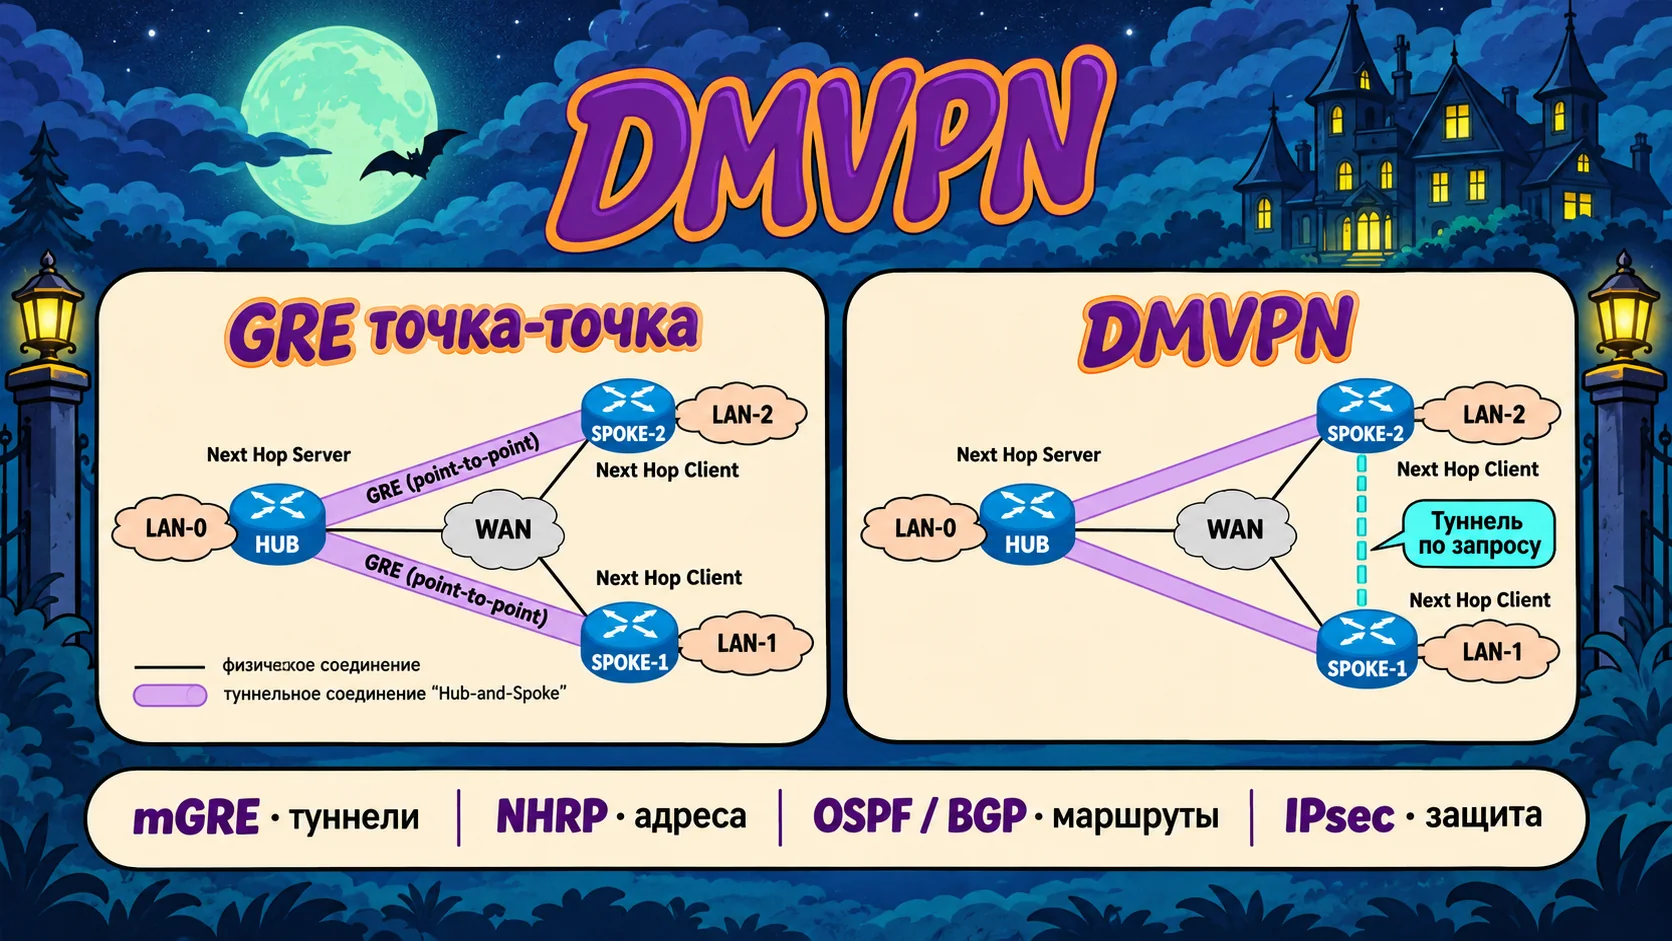 DMVPN
GRE точка-точка
Next Hop Server
LAN-0
HUB
GRE (point-to-point)
GRE (point-to-point)
WAN
SPOKE-2
LAN-2
Next Hop Client
Next Hop Client
SPOKE-1
LAN-1
физическое соединение
туннельное соединение "Hub-and-Spoke"
DMVPN
Next Hop Server
LAN-0
HUB
WAN
SPOKE-2
LAN-2
Next Hop Client
Туннель
по запросу
Next Hop Client
SPOKE-1
LAN-1
mGRE · туннели
NHRP · адреса
OSPF / BGP · маршруты
IPsec · защита